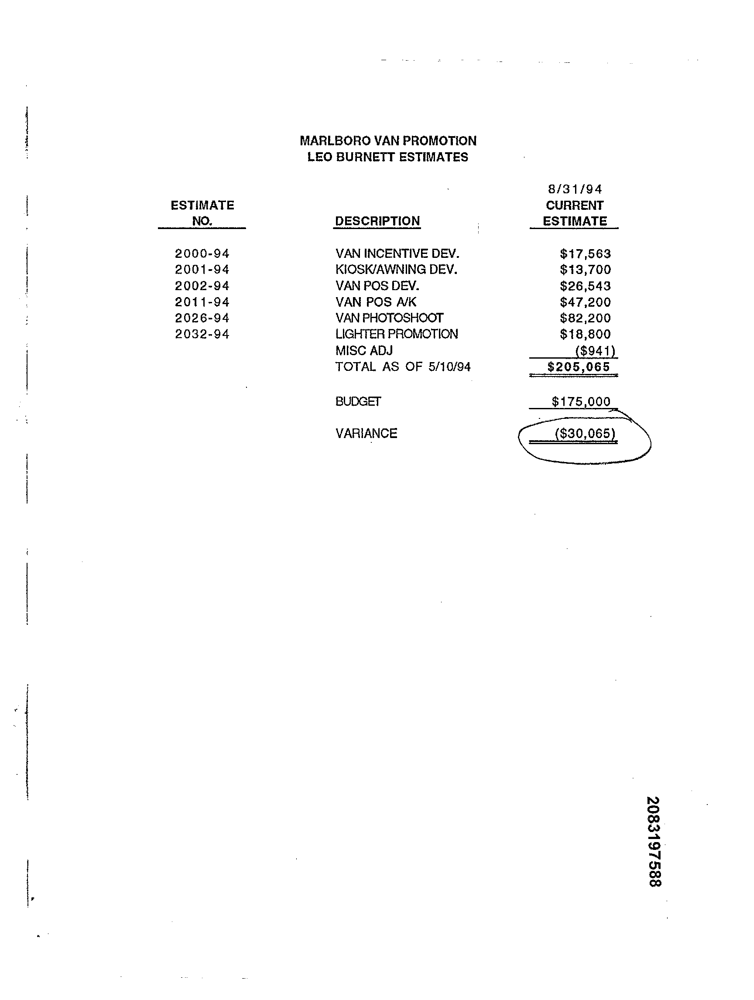 MARLBORO VAN PROMOTION
LEO BURNETT ESTIMATES
8/31/94
ESTIMATE CURRENT
NO. DESCRIPTION ESTIMATE
2000-94 VAN INCENTIVE DEV. $17,563
2001-94 KIOSK/AWNING DEV. $13,700
2002-94 VAN POS DEV. $26,543
2011-94 VAN POS A/K $47,200
2026-94 VAN PHOTOSHOOT $82,200
2032-94 LIGHTER PROMOTION $18,800
MISC ADJ ($941)
TOTAL AS OF 5/10/94 $205,065
BUDGET $175,000
VARIANCE ($30,065)
2083197588